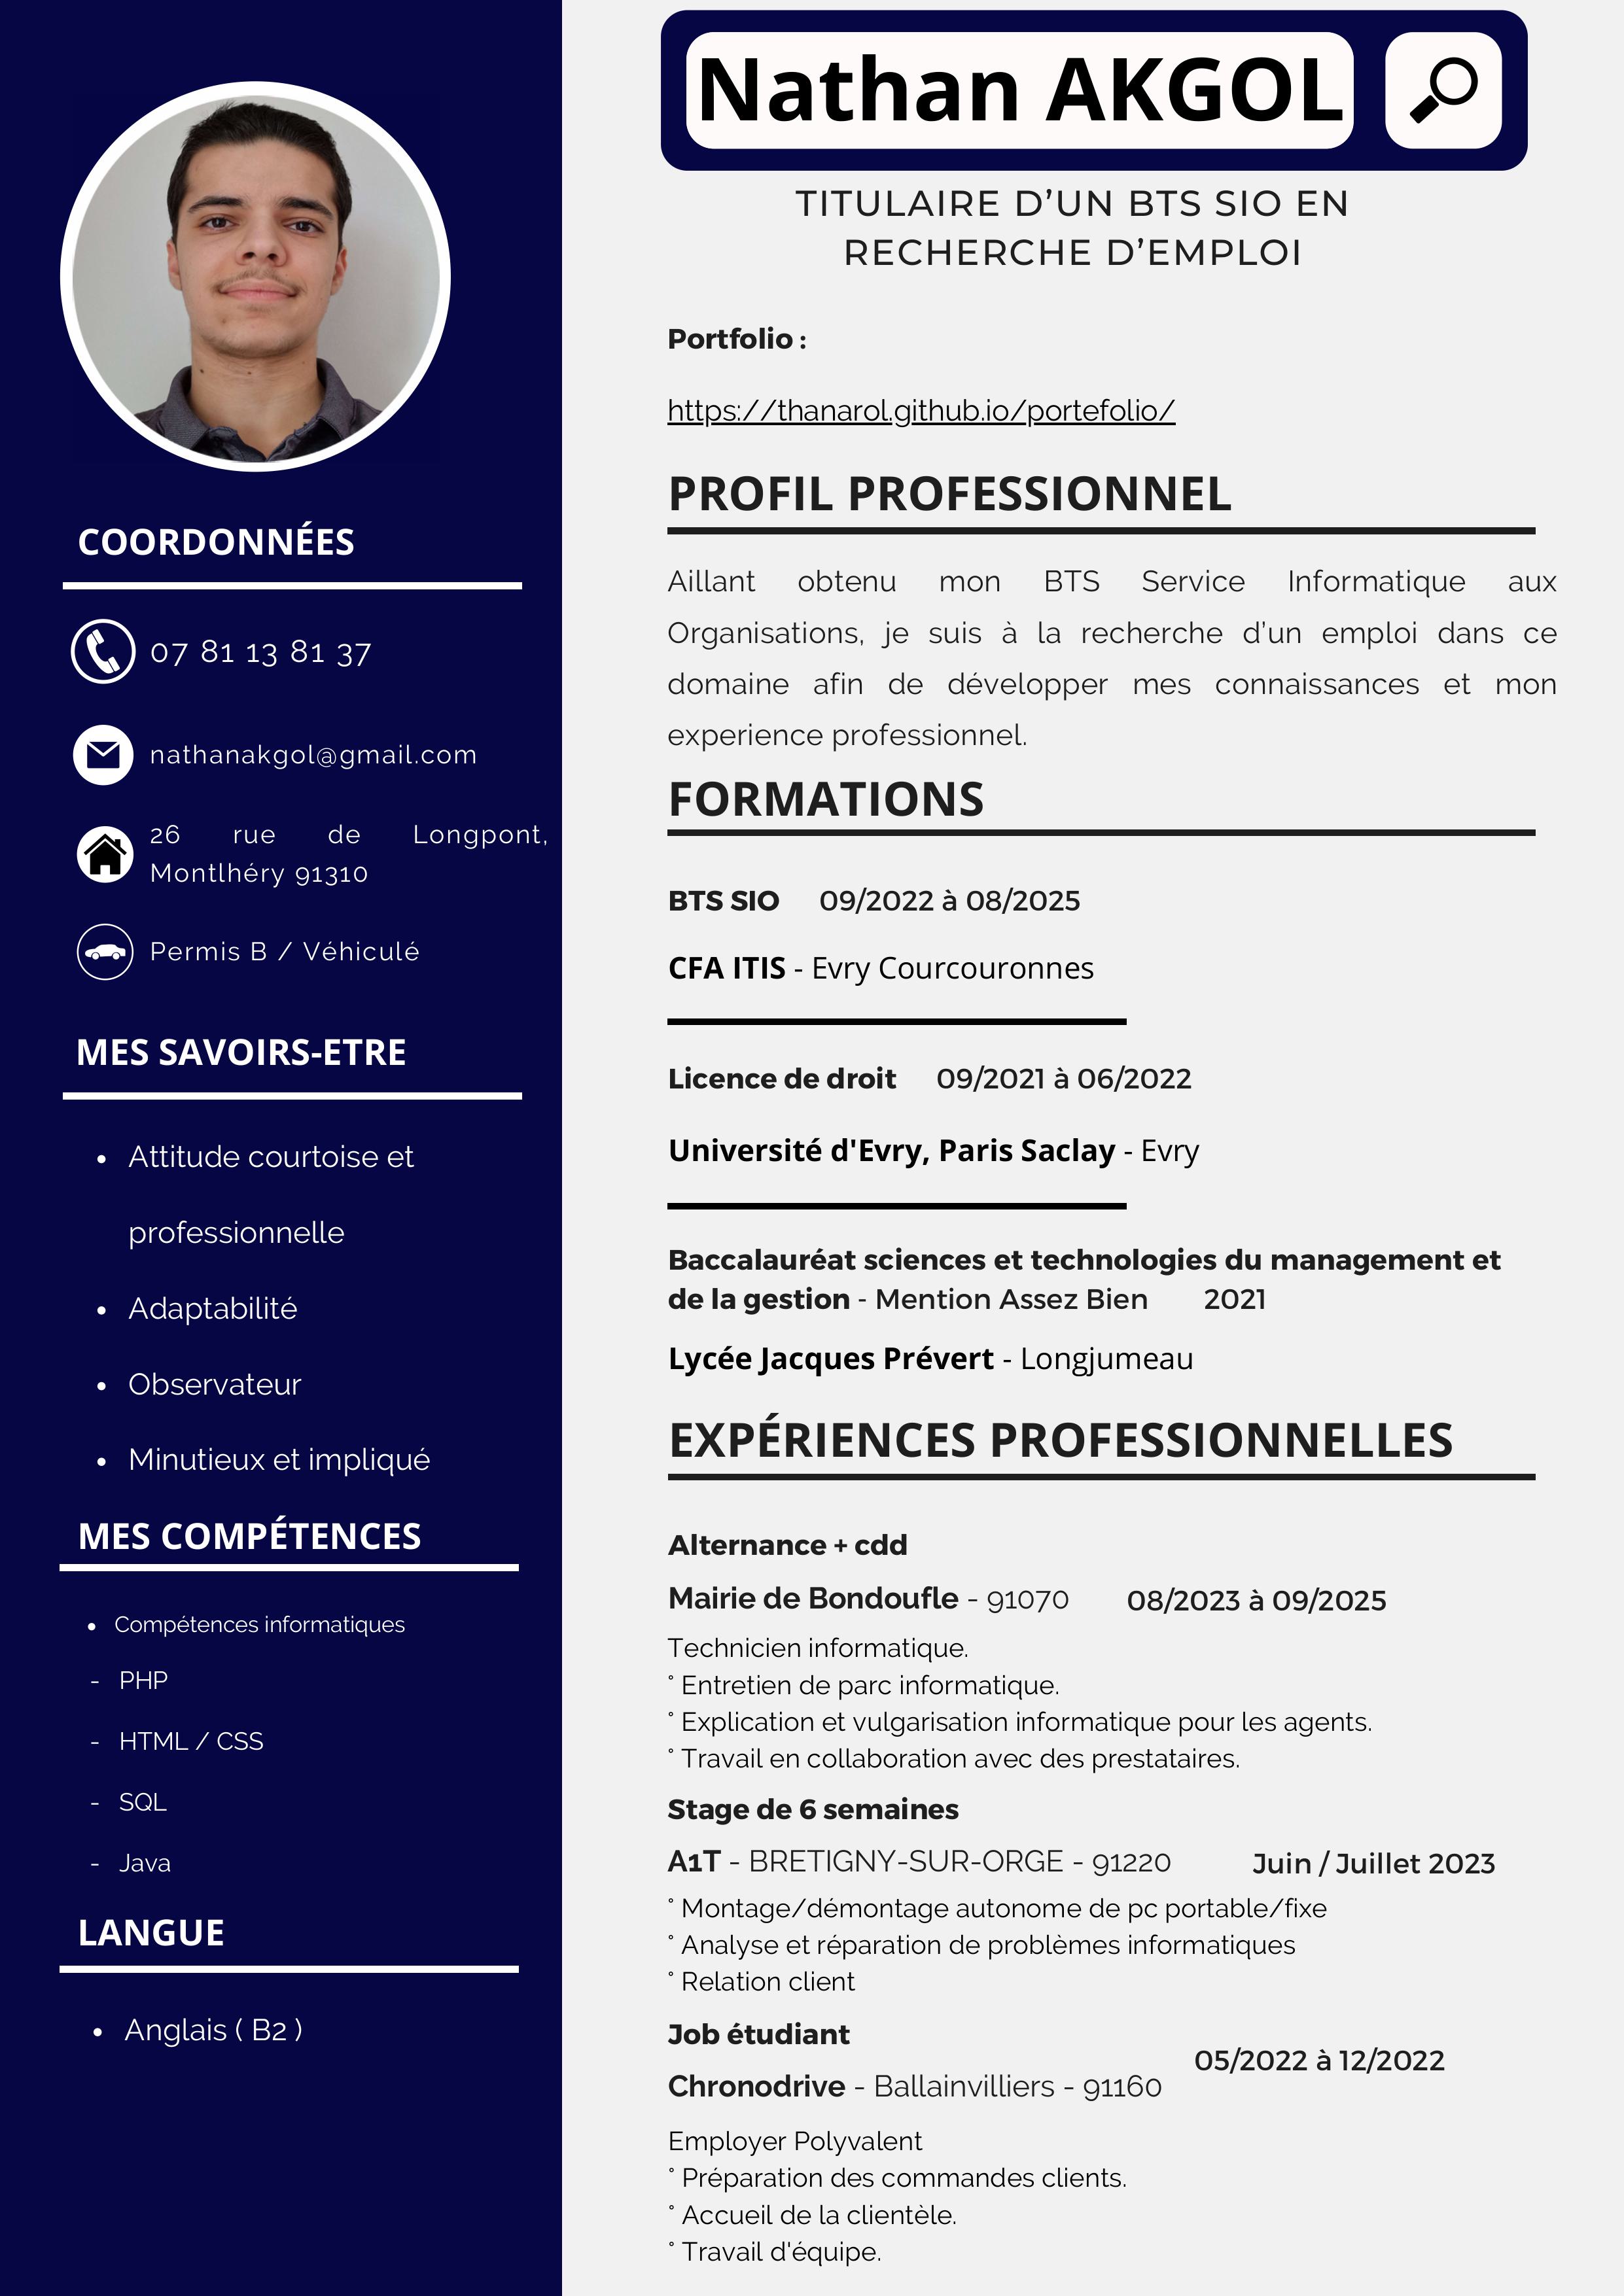 Nathan AKGOL
TITULAIRE D’UN BTS SIO EN
RECHERCHE D’EMPLOI
Portfolio :
https://thanarol.github.io/portefolio/
PROFIL PROFESSIONNEL
Aillant obtenu mon BTS Service Informatique aux
Organisations, je suis à la recherche d’un emploi dans ce
domaine afin de développer mes connaissances et mon
experience professionnel.
FORMATIONS
BTS SIO 09/2022 à 08/2025
CFA ITIS - Evry Courcouronnes
Licence de droit 09/2021 à 06/2022
Université d'Evry, Paris Saclay - Evry
Baccalauréat sciences et technologies du management et
de la gestion - Mention Assez Bien 2021
Lycée Jacques Prévert - Longjumeau
EXPÉRIENCES PROFESSIONNELLES
Alternance + cdd
Mairie de Bondoufle - 91070 08/2023 à 09/2025
Technicien informatique.
° Entretien de parc informatique.
° Explication et vulgarisation informatique pour les agents.
° Travail en collaboration avec des prestataires.
Stage de 6 semaines
A1T - BRETIGNY-SUR-ORGE - 91220 Juin / Juillet 2023
° Montage/démontage autonome de pc portable/fixe
° Analyse et réparation de problèmes informatiques
° Relation client
Job étudiant
05/2022 à 12/2022
Chronodrive - Ballainvilliers - 91160
Employer Polyvalent
° Préparation des commandes clients.
° Accueil de la clientèle.
° Travail d'équipe.
COORDONNÉES
07 81 13 81 37
nathanakgol@gmail.com
26 rue de Longpont,
Montlhéry 91310
Permis B / Véhiculé
MES SAVOIRS-ETRE
• Attitude courtoise et
professionnelle
• Adaptabilité
• Observateur
• Minutieux et impliqué
MES COMPÉTENCES
• Compétences informatiques
- PHP
- HTML / CSS
- SQL
- Java
LANGUE
• Anglais ( B2 )